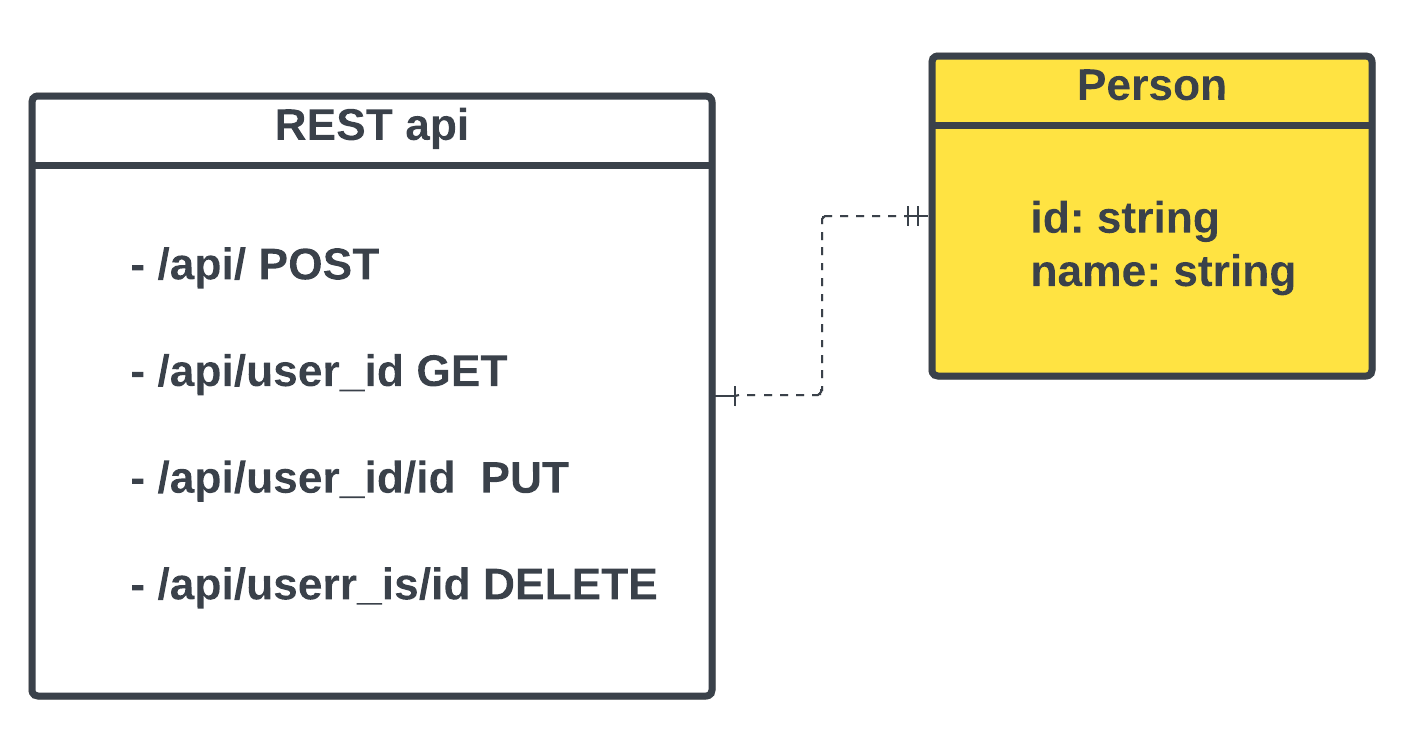 REST api
- /api/ POST
- /api/user_id GET
- /api/user_id/id  PUT
- /api/userr_is/id DELETE
Person
id: string
name: string